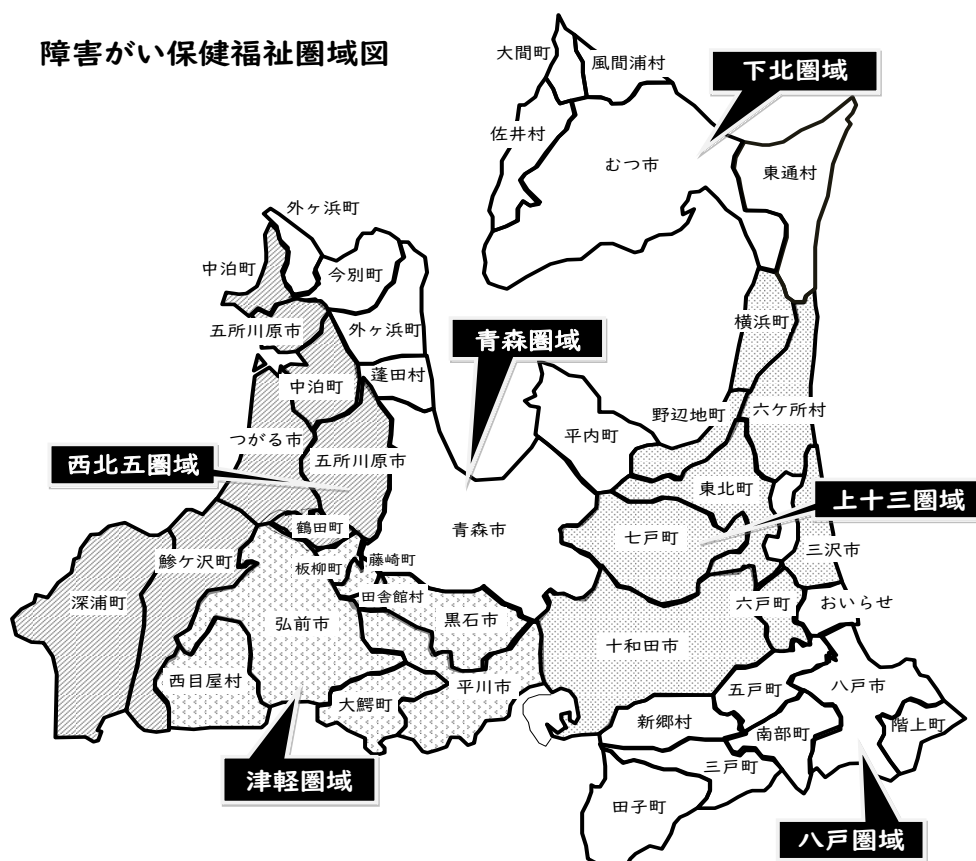 障害がい保健福祉圏域図
大間町
風間浦村
下北圏域
佐井村
むつ市
東通村
外ヶ浜町
中泊町
今別町
五所川原市
外ヶ浜町
横浜町
青森圏域
蓬田村
中泊町
野辺地町
六ケ所村
つがる市
平内町
五所川原市
西北五圏域
東北町
上十三圏域
鶴田町
青森市
七戸町
三沢市
鰺ケ沢町
板柳町
藤崎町
深浦町
田舎館村
六戸町
おいらせ
弘前市
黒石市
十和田市
西目屋村
平川市
五戸町
八戸市
大鰐町
新郷村
南部町
階上町
津軽圏域
三戸町
田子町
八戸圏域